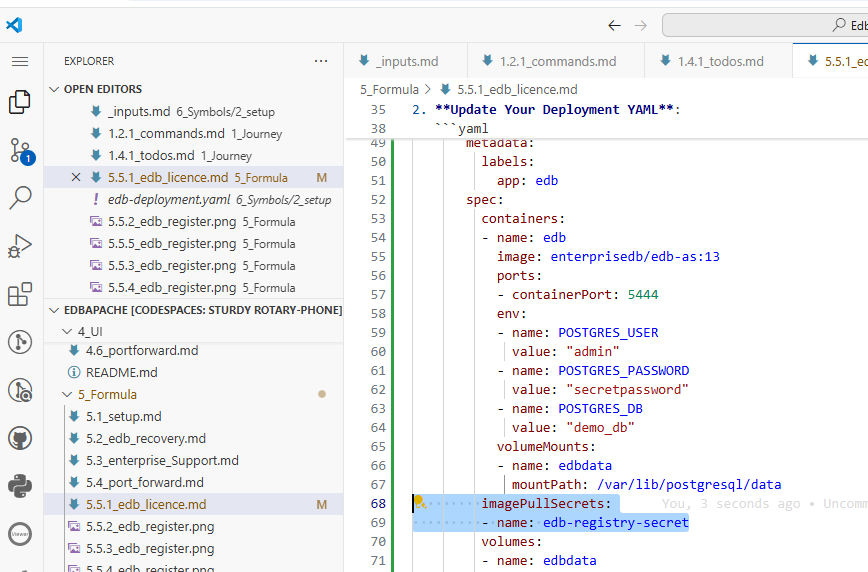 Edb
EXPLORER
OPEN EDITORS
_inputs.md 6_Symbols/2_setup
1.2.1_commands.md 1_Journey
1.4.1_todos.md 1_Journey
5.5.1_edb_licence.md 5_Formula M
edb-deployment.yaml 6_Symbols/2_setup
5.5.2_edb_register.png 5_Formula
5.5.5_edb_register.png 5_Formula
5.5.3_edb_register.png 5_Formula
5.5.4_edb_register.png 5_Formula
EDBAPACHE [CODESPACES: STURDY ROTARY-PHONE]
4_UI
4.6_portforward.md
README.md
5_Formula
5.1_setup.md
5.2_edb_recovery.md
5.3_enterprise_Support.md
5.4_port_forward.md
5.5.1_edb_licence.md M
5.5.2_edb_register.png
5.5.3_edb_register.png
5.5.4_edb_register.png
1
Viewer
_inputs.md 1.2.1_commands.md 1.4.1_todos.md 5.5.1_ed
5_Formula > 5.5.1_edb_licence.md
35 2. **Update Your Deployment YAML**:
38 ```yaml
49 metadata:
50 labels:
51 app: edb
52 spec:
53 containers:
54 - name: edb
55 image: enterprisedb/edb-as:13
56 ports:
57 - containerPort: 5444
58 env:
59 - name: POSTGRES_USER
60 value: "admin"
61 - name: POSTGRES_PASSWORD
62 value: "secretpassword"
63 - name: POSTGRES_DB
64 value: "demo_db"
65 volumeMounts:
66 - name: edbdata
67 mountPath: /var/lib/postgresql/data
68 imagePullSecrets: You, 3 seconds ago • Uncomm
69 - name: edb-registry-secret
70 volumes:
71 - name: edbdata